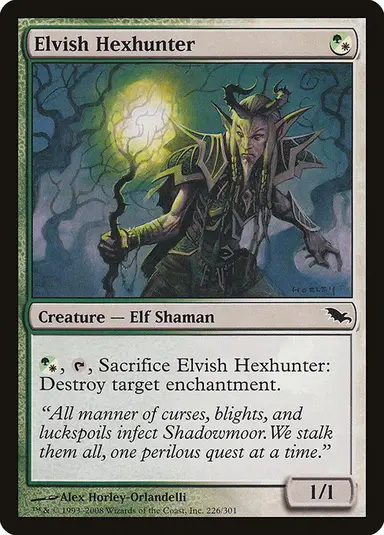 Elvish Hexhunter
HORLEY
Creature — Elf Shaman
, , Sacrifice Elvish Hexhunter:
Destroy target enchantment.
“All manner of curses, blights, and
luckspoils infect Shadowmoor. We stalk
them all, one perilous quest at a time.”
Alex Horley-Orlandelli
1/1
™ & © 1993–2008 Wizards of the Coast, Inc. 226/301